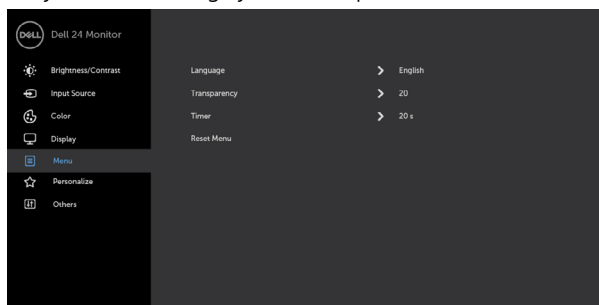 DELL Dell 24 Monitor
Brightness/Contrast Language English
Input Source Transparency 20
Color Timer 20 s
Display Reset Menu
Menu
Personalize
Others